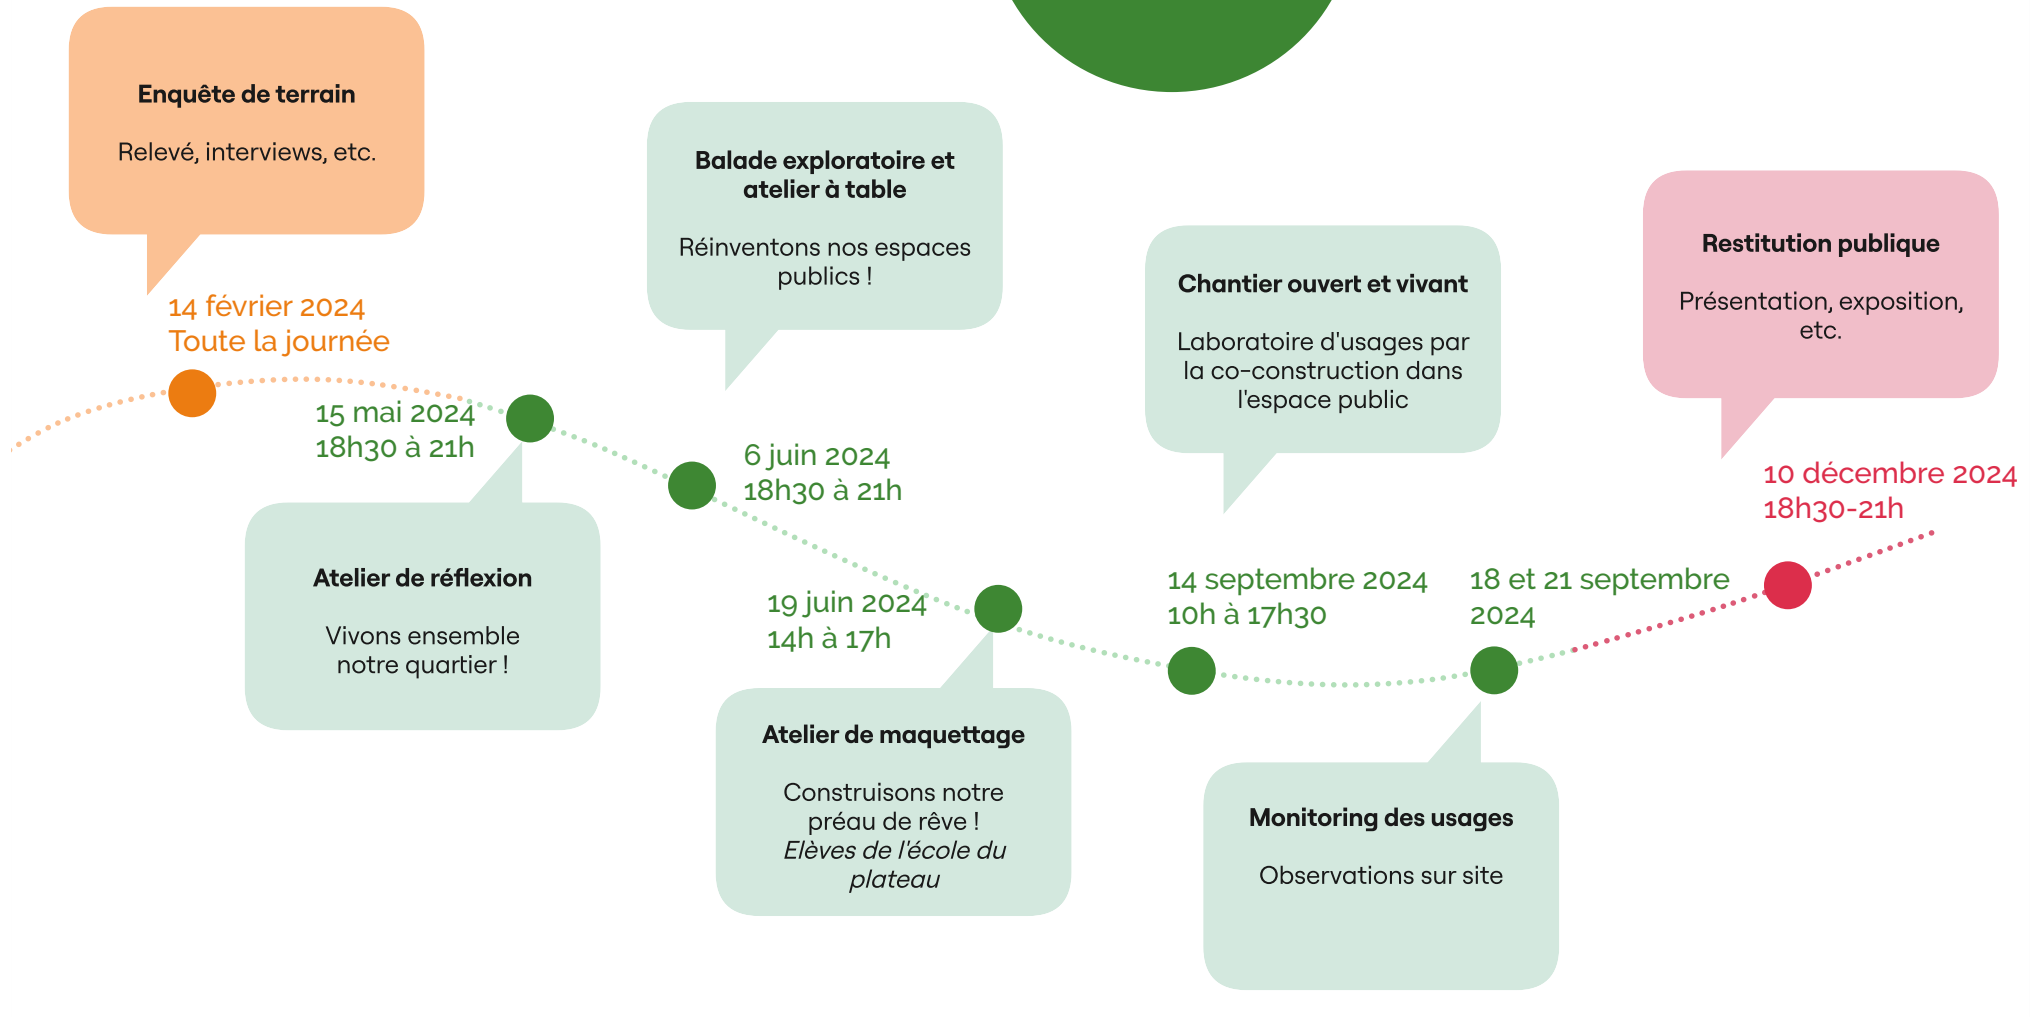 Enquête de terrain
Relevé, interviews, etc.
14 février 2024
Toute la journée
15 mai 2024
18h30 à 21h
Atelier de réflexion
Vivons ensemble
notre quartier !
Balade exploratoire et
atelier à table
Réinventons nos espaces
publics !
6 juin 2024
18h30 à 21h
19 juin 2024
14h à 17h
Atelier de maquettage
Construisons notre
préau de rêve !
Elèves de l'école du
plateau
Chantier ouvert et vivant
Laboratoire d'usages par
la co-construction dans
l'espace public
14 septembre 2024
10h à 17h30
18 et 21 septembre
2024
Monitoring des usages
Observations sur site
Restitution publique
Présentation, exposition,
etc.
10 décembre 2024
18h30-21h